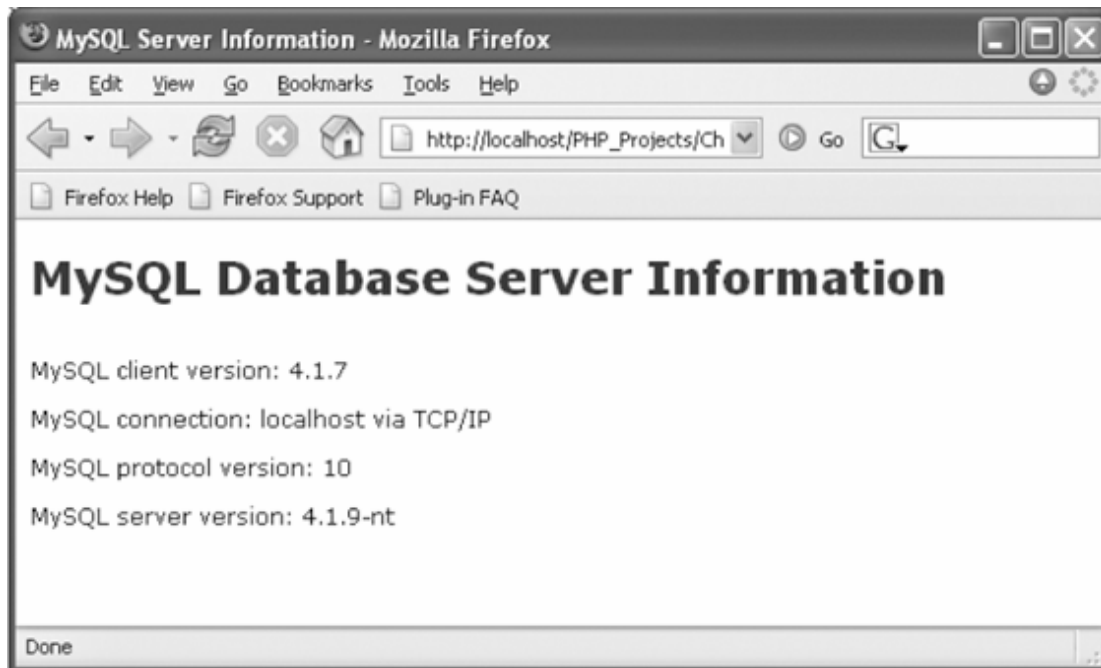 MySQL Server Information - Mozilla Firefox
File Edit View Go Bookmarks Tools Help
http://localhost/PHP_Projects/Ch Go G
Firefox Help Firefox Support Plug-in FAQ
MySQL Database Server Information
MySQL client version: 4.1.7
MySQL connection: localhost via TCP/IP
MySQL protocol version: 10
MySQL server version: 4.1.9-nt
Done